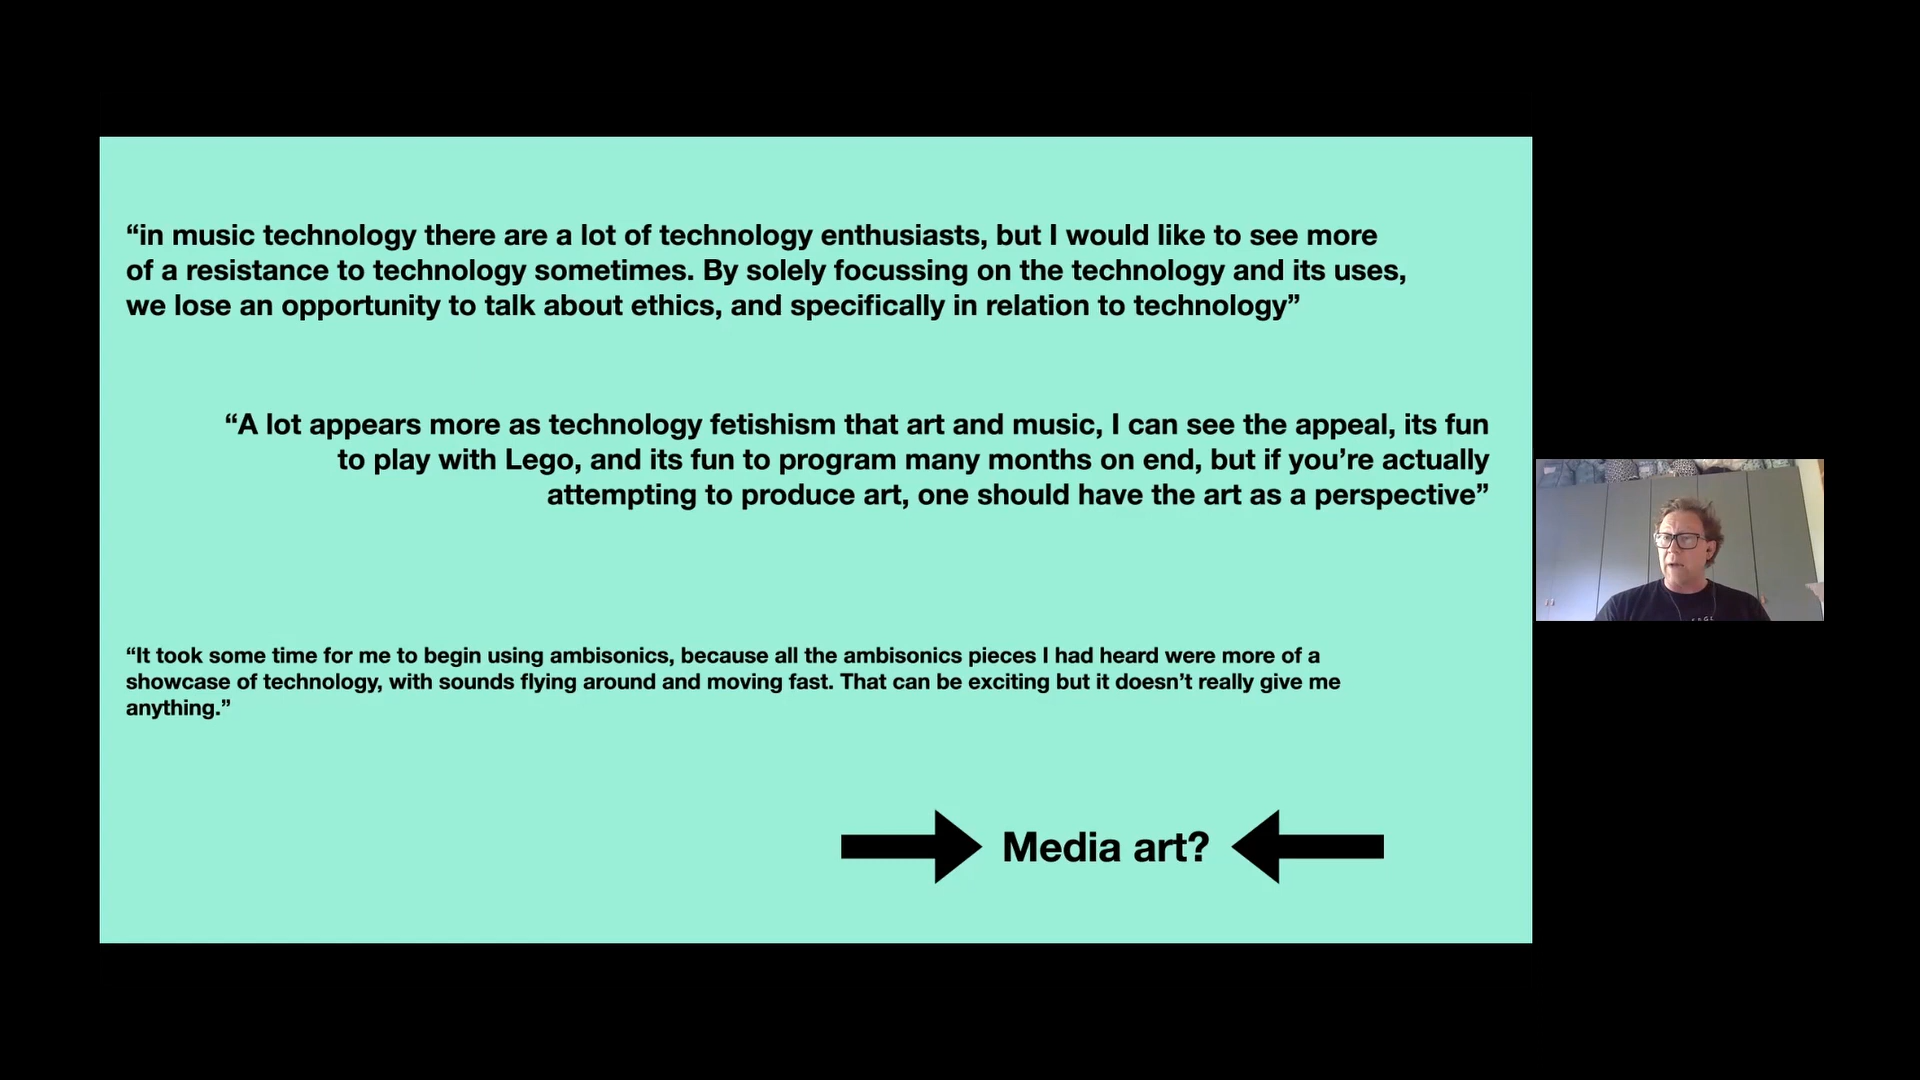 “in music technology there are a lot of technology enthusiasts, but I would like to see more
of a resistance to technology sometimes. By solely focussing on the technology and its uses,
we lose an opportunity to talk about ethics, and specifically in relation to technology”
“A lot appears more as technology fetishism that art and music, I can see the appeal, its fun
to play with Lego, and its fun to program many months on end, but if you’re actually
attempting to produce art, one should have the art as a perspective”
“It took some time for me to begin using ambisonics, because all the ambisonics pieces I had heard were more of a
showcase of technology, with sounds flying around and moving fast. That can be exciting but it doesn’t really give me
anything.”
Media art?